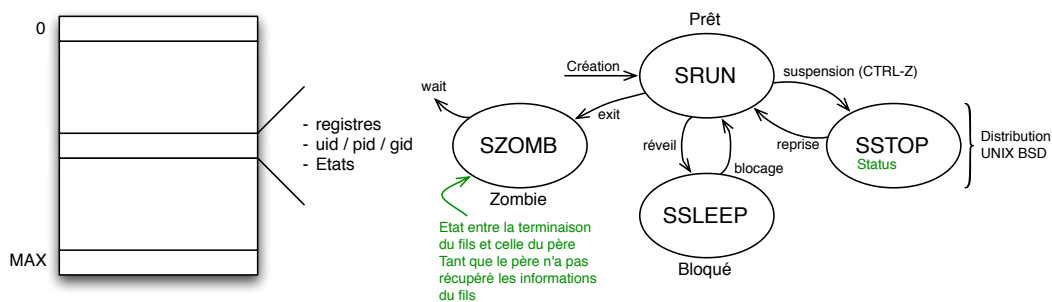 0
MAX
- registres
- uid / pid / gid
- Etats
Prêt
Création
SRUN
suspension (CTRL-Z)
wait
exit
SZOMB
Zombie
réveil
blocage
reprise
SSTOP
Status
Distribution
UNIX BSD
SSLEEP
Bloqué
Etat entre la terminaison
du fils et celle du père
Tant que le père n'a pas
récupéré les informations
du fils